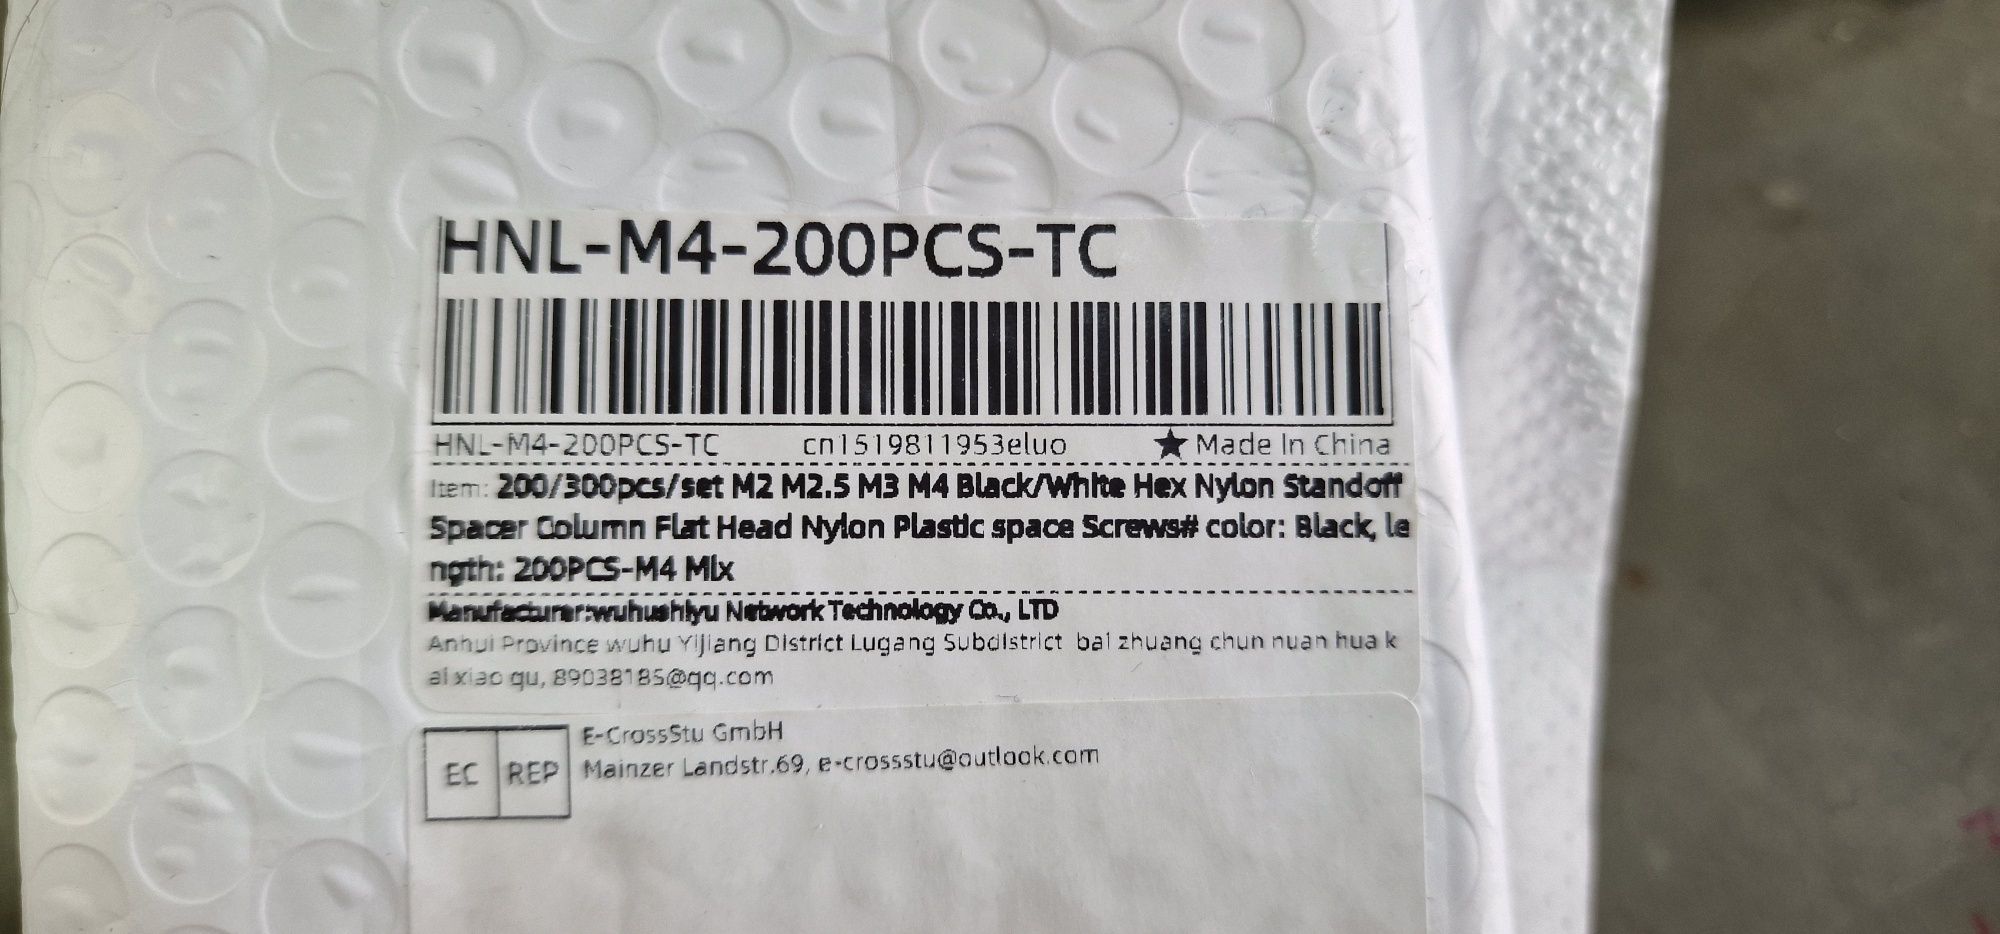 HNL-M4-200PCS-TC
HNL-M4-200PCS-TC cn1519811953eluo ★ Made In China
Item: 200/300pcs/set M2 M2.5 M3 M4 Black/White Hex Nylon Standoff
Spacer Column Flat Head Nylon Plastic space Screws# color: Black, le
ngth: 200PCS-M4 Mix
Manufacturer:wuhushiyu Network Technology Co., LTD
Anhui Province wuhu Yijiang District Lugang Subdistrict bai zhuang chun nuan hua k
ai xiao qu, 89038185@qq.com
EC REP
E-CrossStu GmbH
Mainzer Landstr.69, e-crossstu@outlook.com